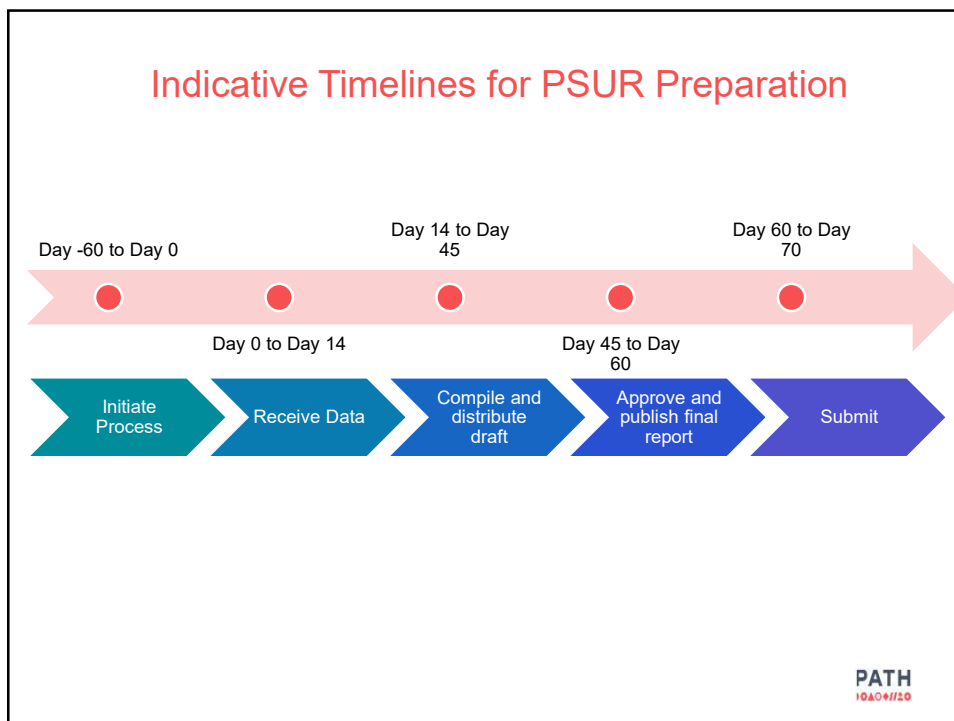 Indicative Timelines for PSUR Preparation
Day -60 to Day 0
Day 14 to Day
45
Day 60 to Day
70
Day 0 to Day 14
Day 45 to Day
60
Initiate
Process
Receive Data
Compile and
distribute
draft
Approve and
publish final
report
Submit
PATH